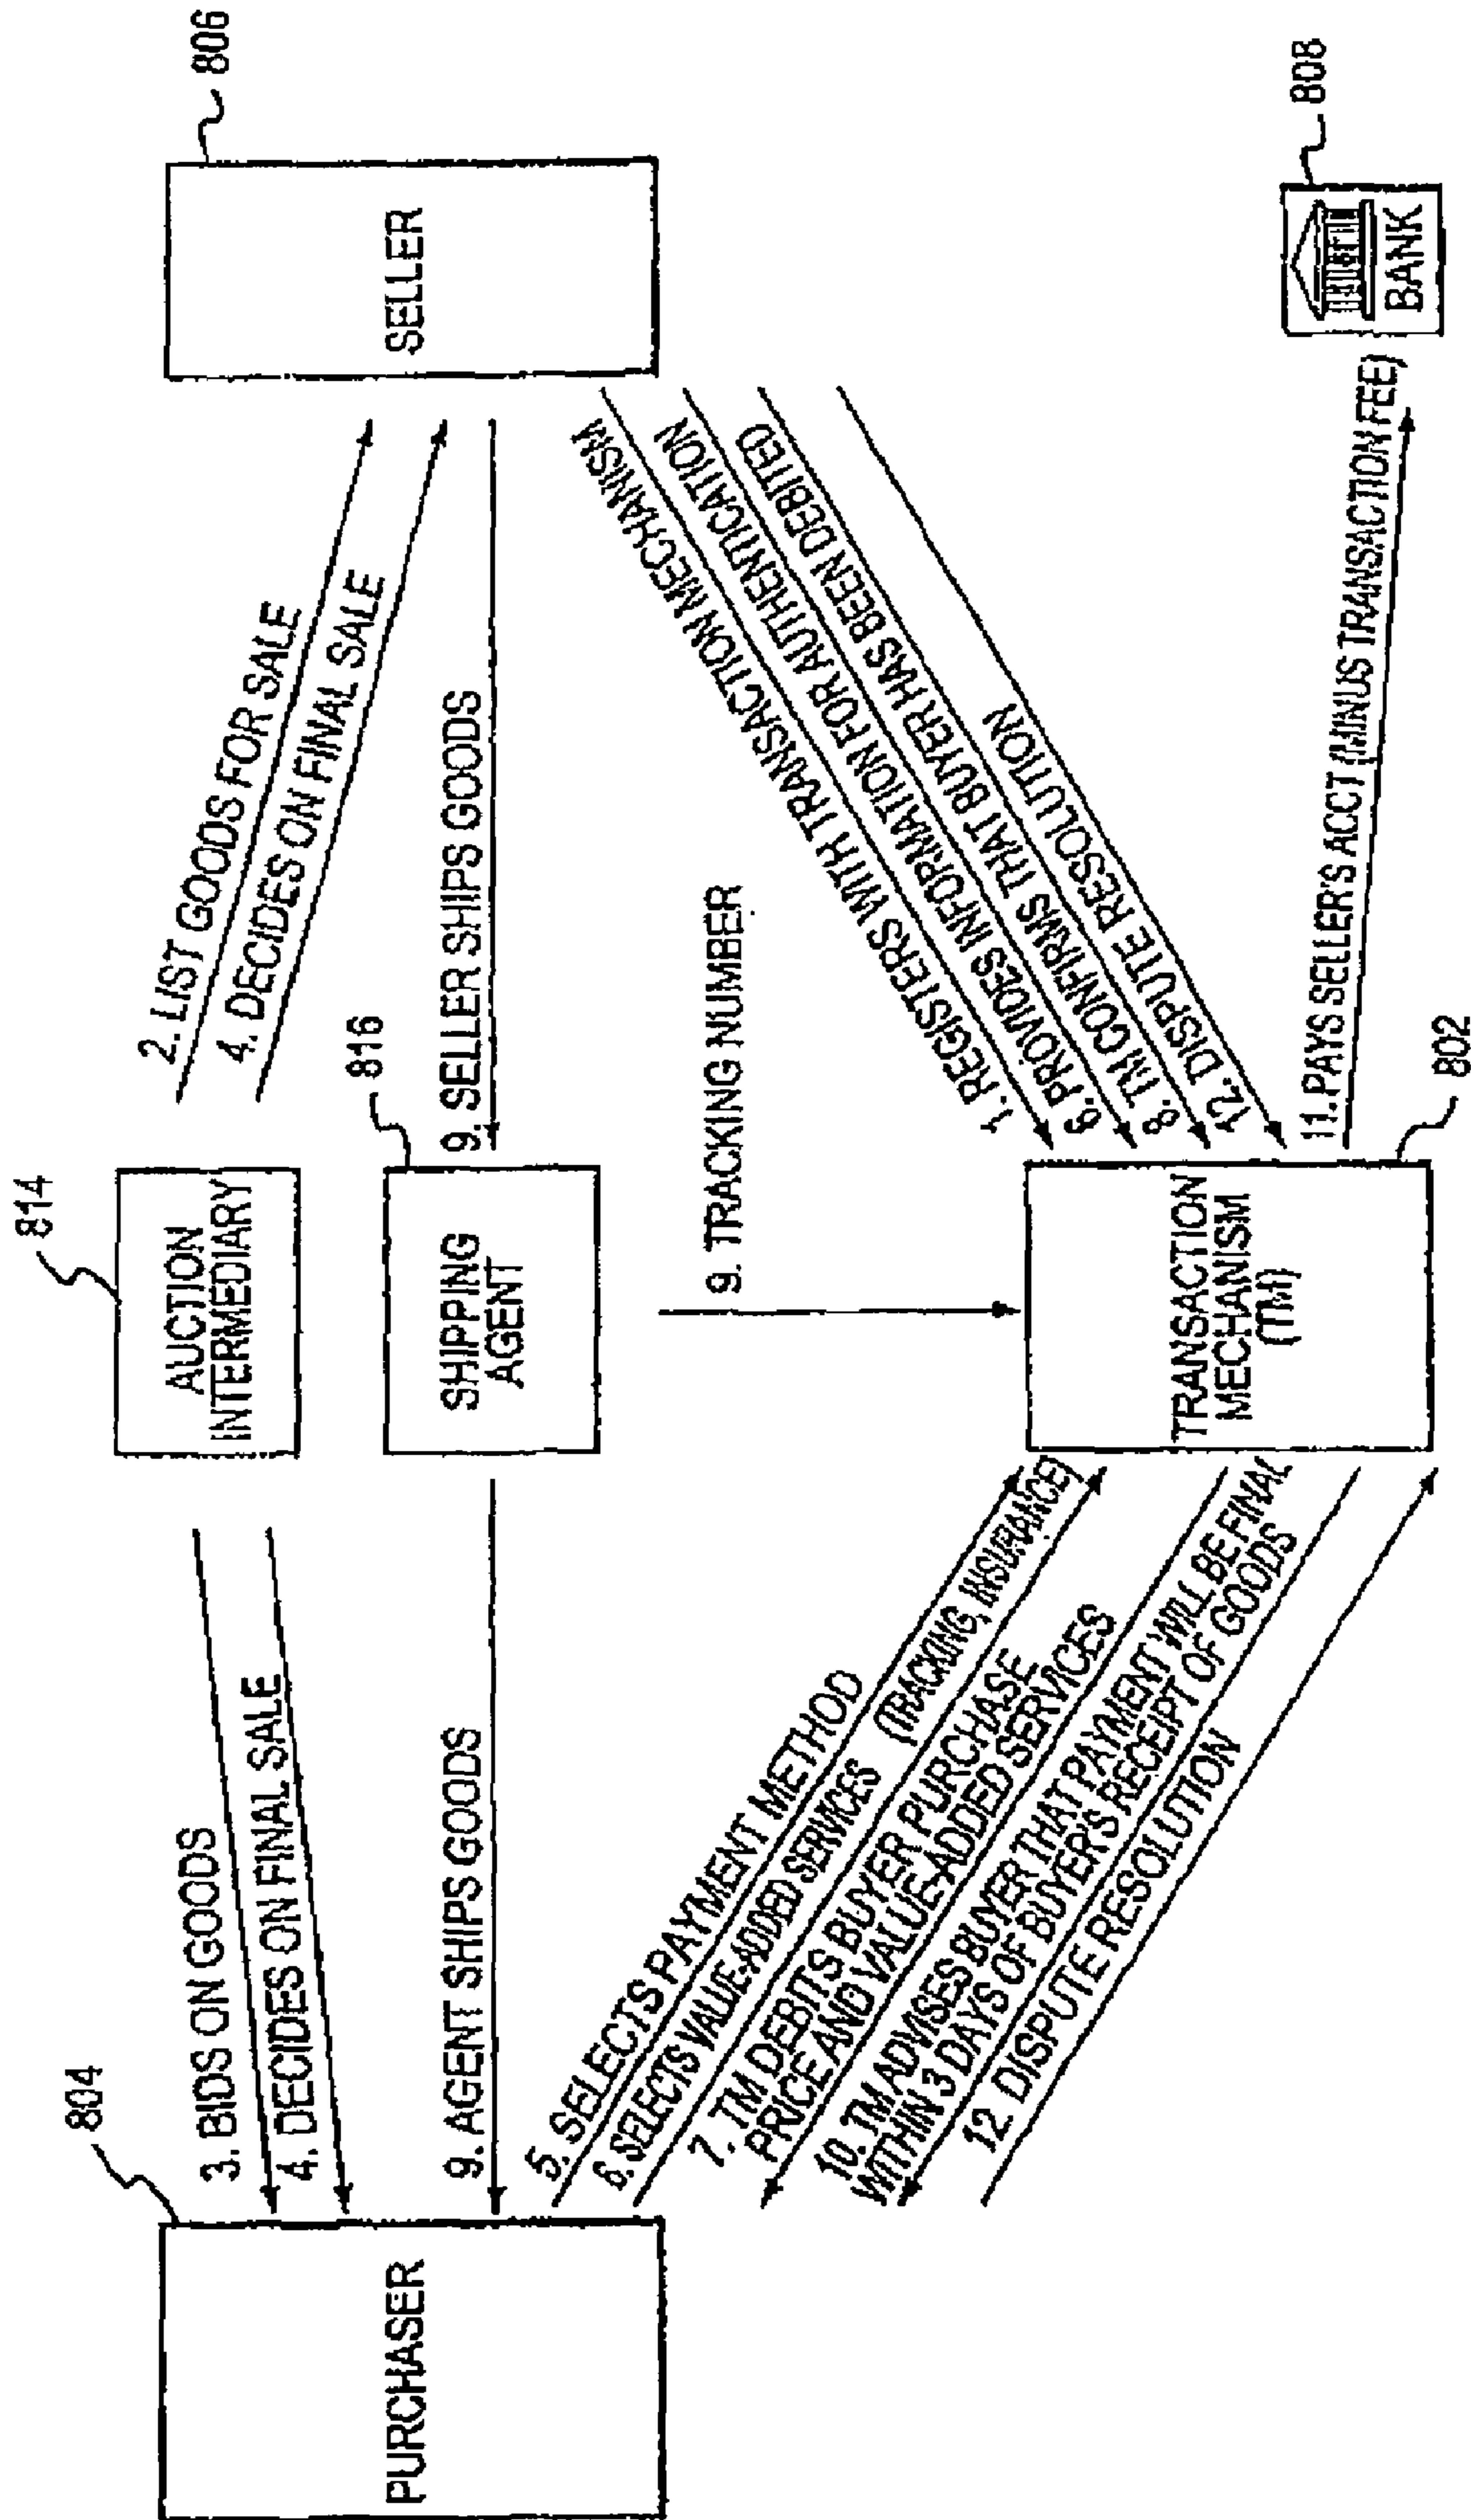 804
814
806
PURCHASER
AUCTION
INTERMEDIARY
SELLER
3. BIDS ON GOODS
4. DECIDES ON FINAL SALE
2. LIST GOODS FOR SALE
4. DECIDES ON FINAL SALE
816
SHIPPING
AGENT
9. AGENT SHIPS GOODS
9. SELLER SHIPS GOODS
9. TRACKING NUMBER
5. SELECTS PAYMENT METHOD
6. SELECTS VALUE-ADDED SERVICES (TRACKING, INSURANCE)
7. TM DEBITS BUYER PURCHASE
PRICE AND VALUE ADDED SERVICES
10. TM ADVISES BUYER THAT PAYMENT WILL BE FINAL
WITHIN 3 DAYS OF BUYER'S RECEIPT OF GOODS
12. DISPUTE RESOLUTION
1. REGISTERS WITH TRANSACTION MECHANISM
6. PROVIDES INFORMATION FOR AUTHENTICATION
8. TM CONFIRMS THAT BUYER HAS BEEN DEBITED
12. DISPUTE RESOLUTION
TRANSACTION
MECHANISM
(TM)
11. PAYS SELLER'S ACCT (MINUS TRANSACTION FEE)
802
BANK
808